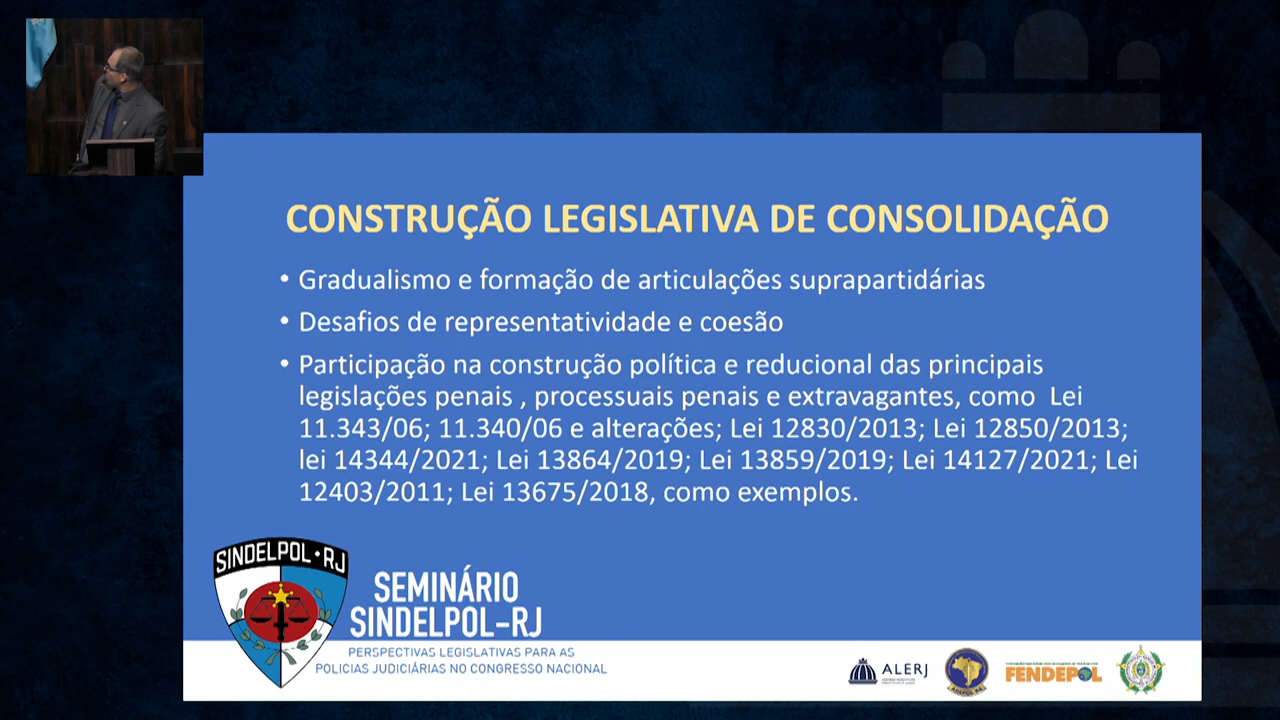 CONSTRUÇÃO LEGISLATIVA DE CONSOLIDAÇÃO
• Gradualismo e formação de articulações suprapartidárias
• Desafios de representatividade e coesão
• Participação na construção política e reducional das principais
legislações penais , processuais penais e extravagantes, como Lei
11.343/06; 11.340/06 e alterações; Lei 12830/2013; Lei 12850/2013;
lei 14344/2021; Lei 13864/2019; Lei 13859/2019; Lei 14127/2021; Lei
12403/2011; Lei 13675/2018, como exemplos.
SINDELPOL • RJ
SEMINÁRIO
SINDELPOL-RJ
PERSPECTIVAS LEGISLATIVAS PARA AS
POLICIAS JUDICIÁRIAS NO CONGRESSO NACIONAL
ALERJ
FENDEPOL